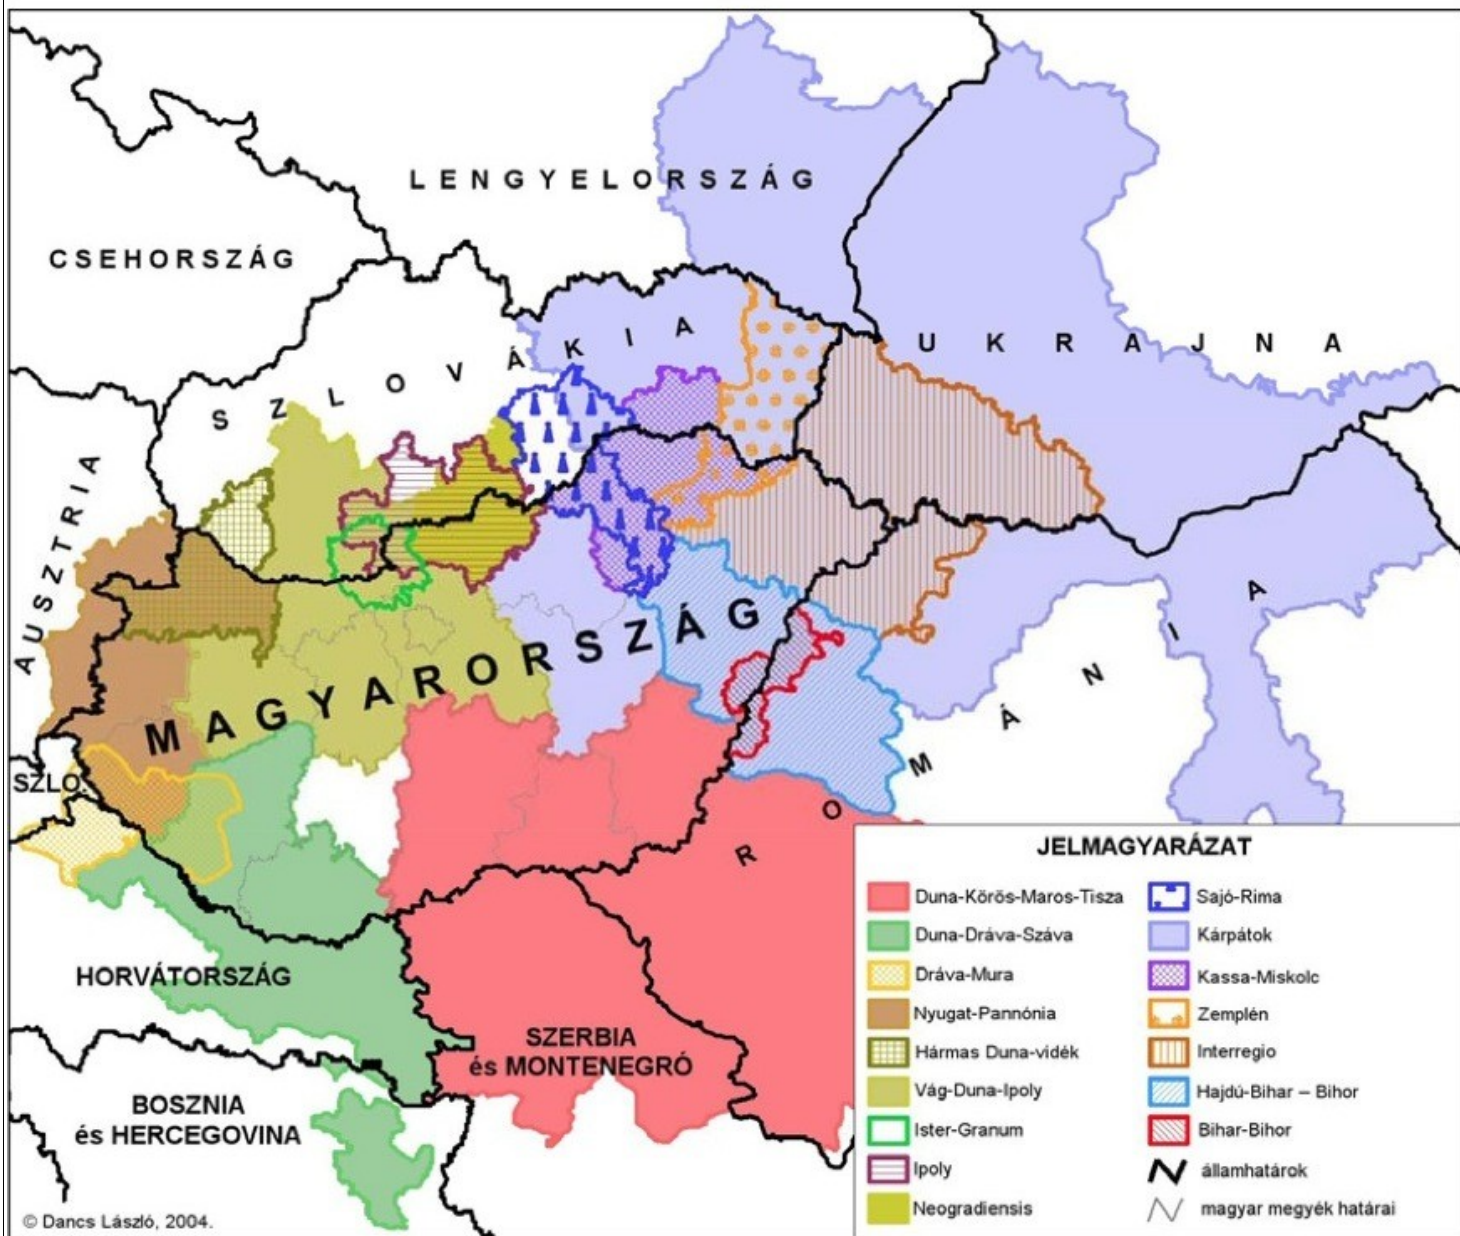 LENGYELORSZÁG
CSEHORSZÁG
SZLOVÁKIA
UKRAJNA
AUSZTRIA
MAGYARORSZÁG
ROMÁNIA
SZLO.
HORVÁTORSZÁG
SZERBIA
és MONTENEGRÓ
BOSZNIA
és HERCEGOVINA
© Dancs László, 2004.
JELMAGYARÁZAT
Duna-Körös-Maros-Tisza
Duna-Dráva-Száva
Dráva-Mura
Nyugat-Pannónia
Hármas Duna-vidék
Vág-Duna-Ipoly
Ister-Granum
Ipoly
Neogradiensis
Sajó-Rima
Kárpátok
Kassa-Miskolc
Zemplén
Interregio
Hajdú-Bihar – Bihor
Bihar-Bihor
államhatárok
magyar megyék határai